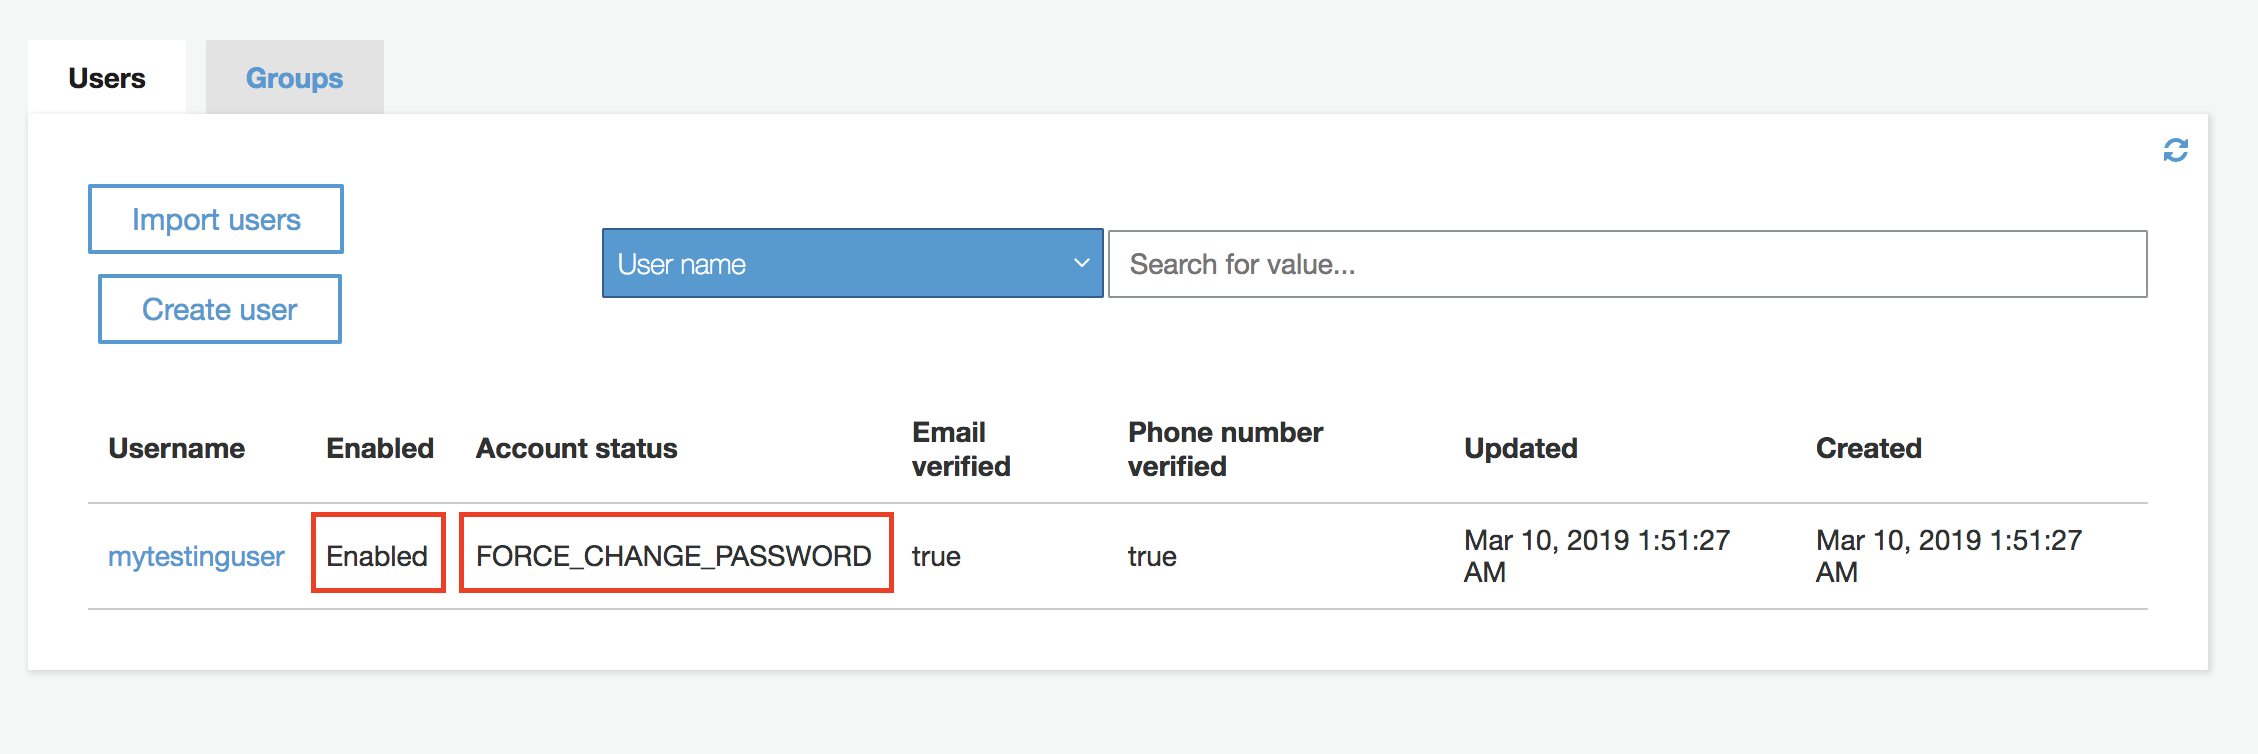 Users
Groups
Import users
Create user
User name
Search for value...
Username
Enabled
Account status
Email
verified
Phone number
verified
Updated
Created
mytestinguser
Enabled
FORCE_CHANGE_PASSWORD
true
true
Mar 10, 2019 1:51:27
AM
Mar 10, 2019 1:51:27
AM